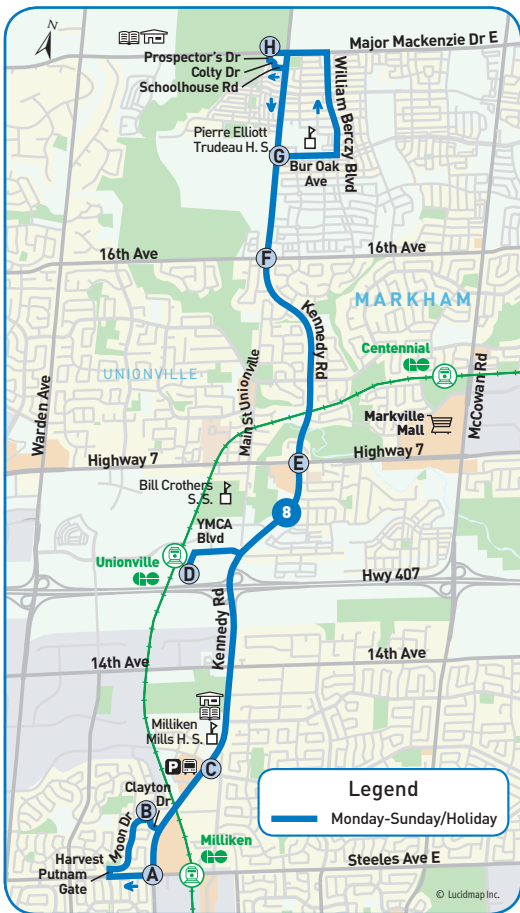 N
H
Major Mackenzie Dr E
Prospector's Dr
Colty Dr
Schoolhouse Rd
William Berczy Blvd
Pierre Elliott
Trudeau H. S.
G
Bur Oak
Ave
16th Ave
F
16th Ave
Kennedy Rd
MARKHAM
Centennial
GO
UNIONVILLE
Main St Unionville
Warden Ave
McCowan Rd
Markville
Mall
Highway 7
E
Highway 7
Bill Crothers
S. S.
8
YMCA
Blvd
Unionville
GO
D
Hwy 407
Kennedy Rd
14th Ave
14th Ave
Milliken
Mills H. S.
P
C
Clayton
Dr
B
Moon Dr
Legend
Monday-Sunday/Holiday
Harvest
Putnam
Gate
A
Milliken
GO
Steeles Ave E
© Lucidmap Inc.